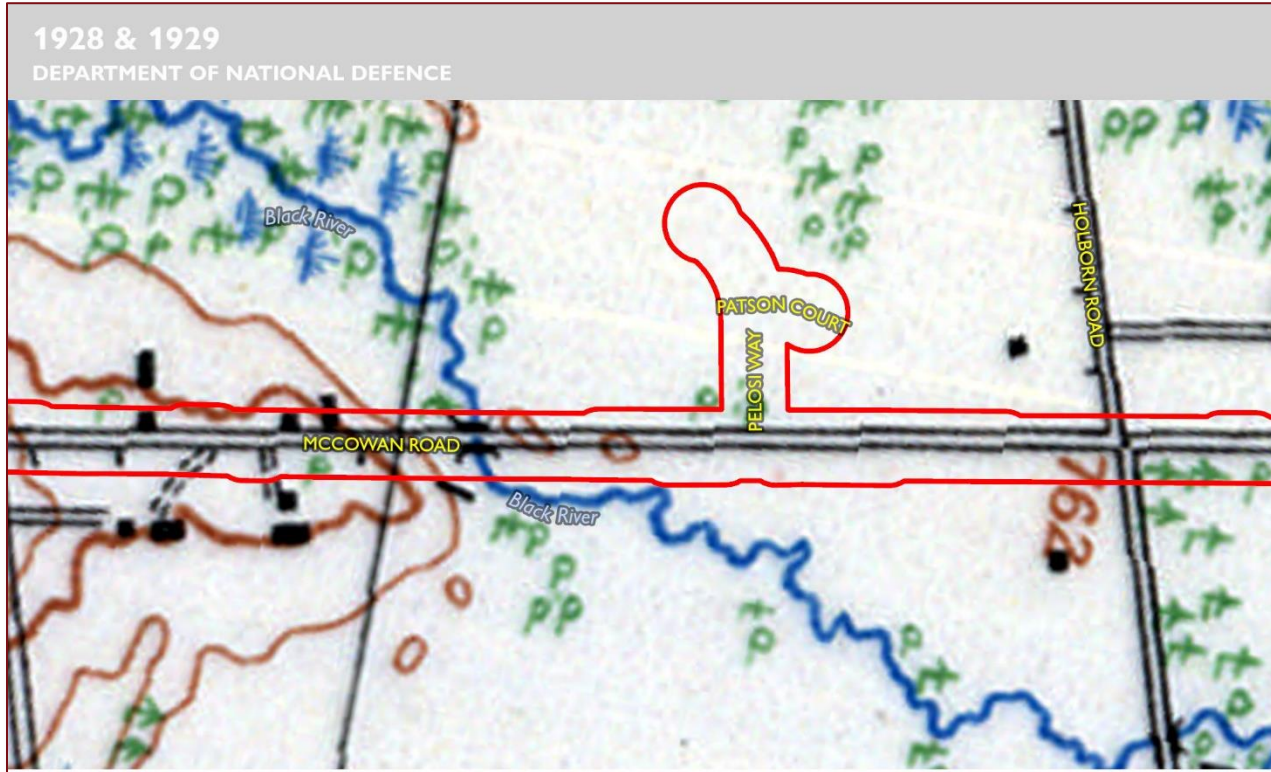 1928 & 1929
DEPARTMENT OF NATIONAL DEFENCE
Black River
HOLBORN ROAD
PATSON COURT
PELOSI WAY
MCCOWAN ROAD
762
Black River